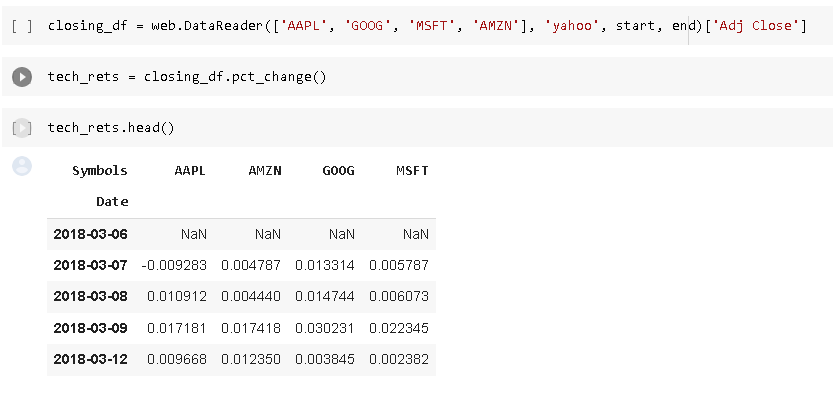 [ ] closing_df = web.DataReader(['AAPL', 'GOOG', 'MSFT', 'AMZN'], 'yahoo', start, end)['Adj Close']
tech_rets = closing_df.pct_change()
[ ] tech_rets.head()
Symbols AAPL AMZN GOOG MSFT
Date
2018-03-06 NaN NaN NaN NaN
2018-03-07 -0.009283 0.004787 0.013314 0.005787
2018-03-08 0.010912 0.004440 0.014744 0.006073
2018-03-09 0.017181 0.017418 0.030231 0.022345
2018-03-12 0.009668 0.012350 0.003845 0.002382